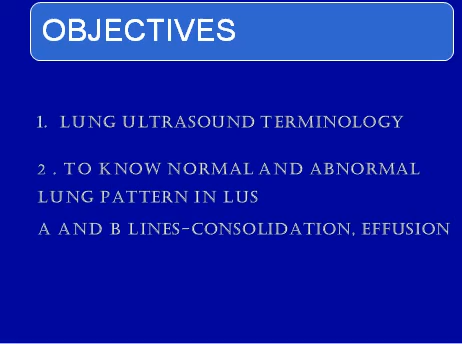 OBJECTIVES
1. LUNG ULTRASOUND TERMINOLOGY
2 . TO KNOW NORMAL AND ABNORMAL
LUNG PATTERN IN LUS
A AND B LINES-CONSOLIDATION, EFFUSION